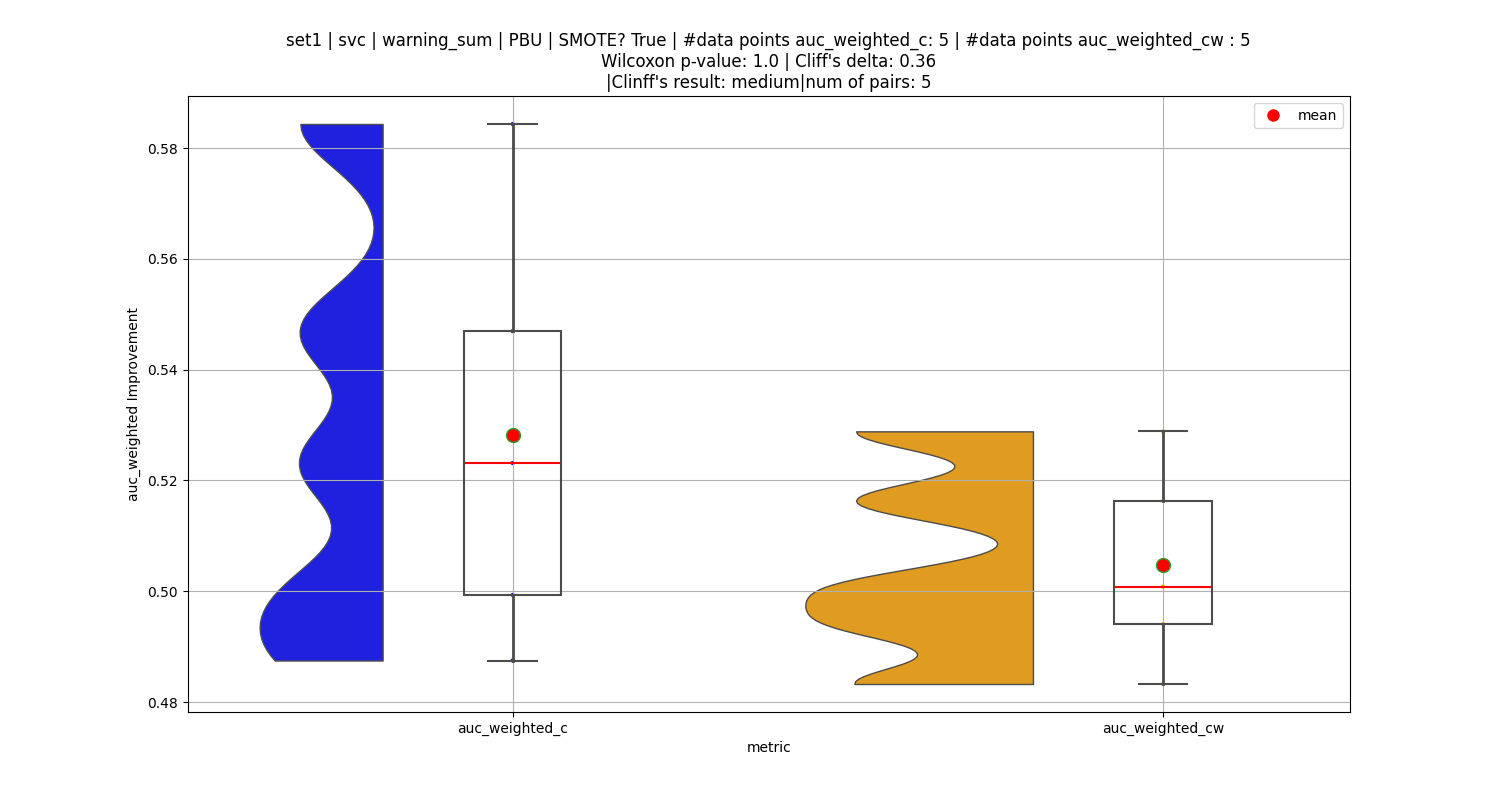 set1 | svc | warning_sum | PBU | SMOTE? True | #data points auc_weighted_c: 5 | #data points auc_weighted_cw : 5
Wilcoxon p-value: 1.0 | Cliff's delta: 0.36
|Clinff's result: medium|num of pairs: 5
mean
0.58
0.56
0.54
0.52
0.50
0.48
auc_weighted Improvement
auc_weighted_c
auc_weighted_cw
metric